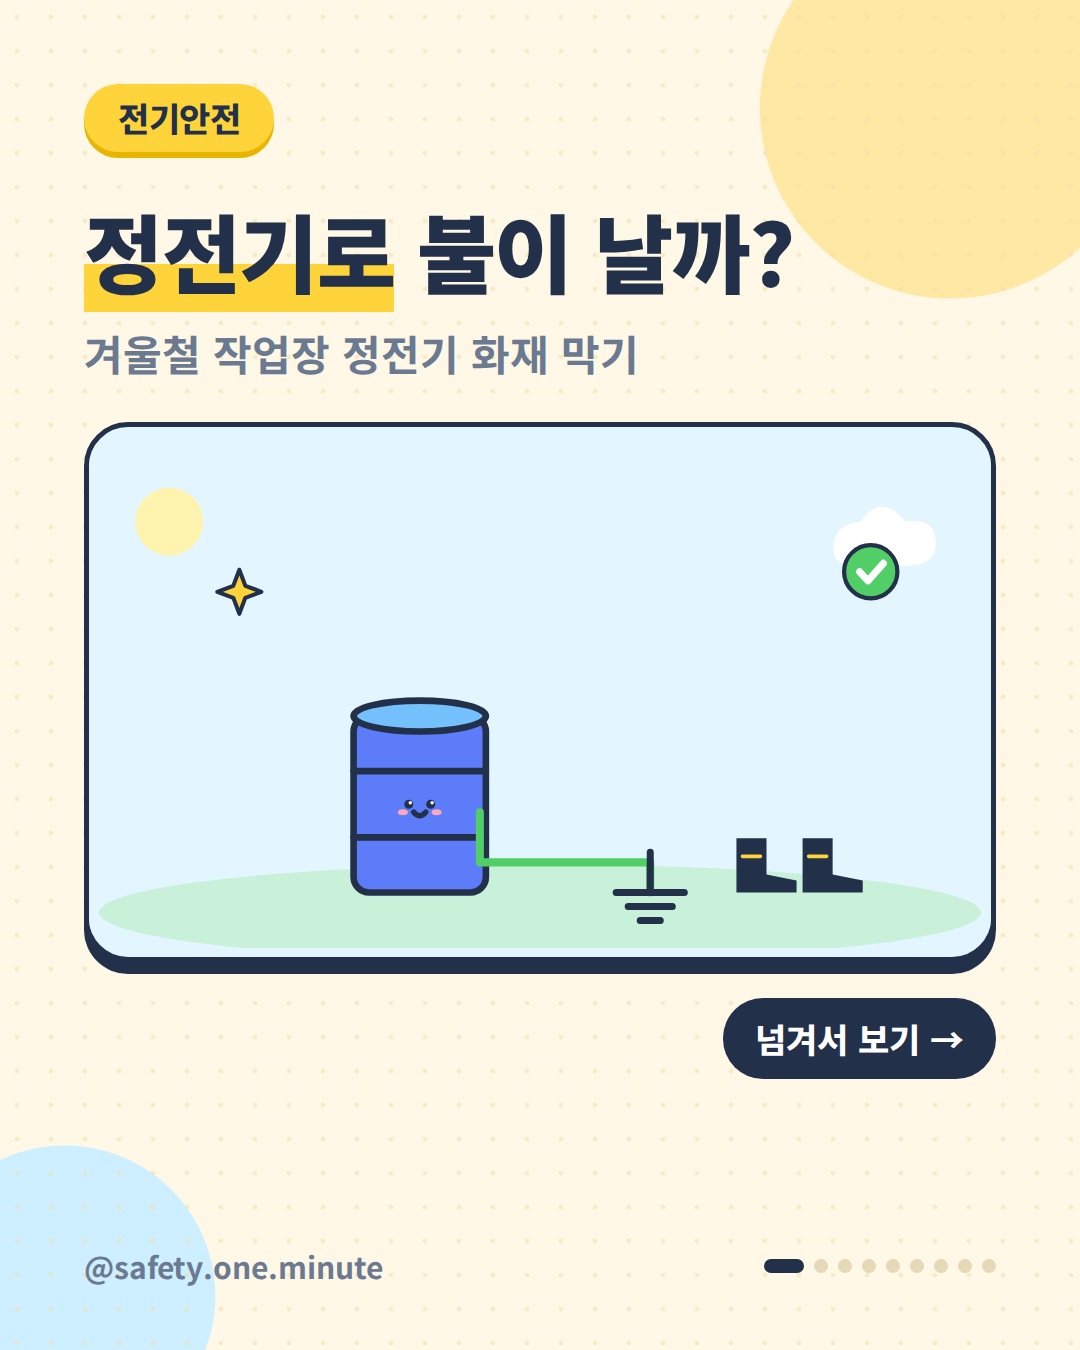 전기안전
정전기로 불이 날까?
겨울철 작업장 정전기 화재 막기
넘겨서 보기 →
@safety.one.minute